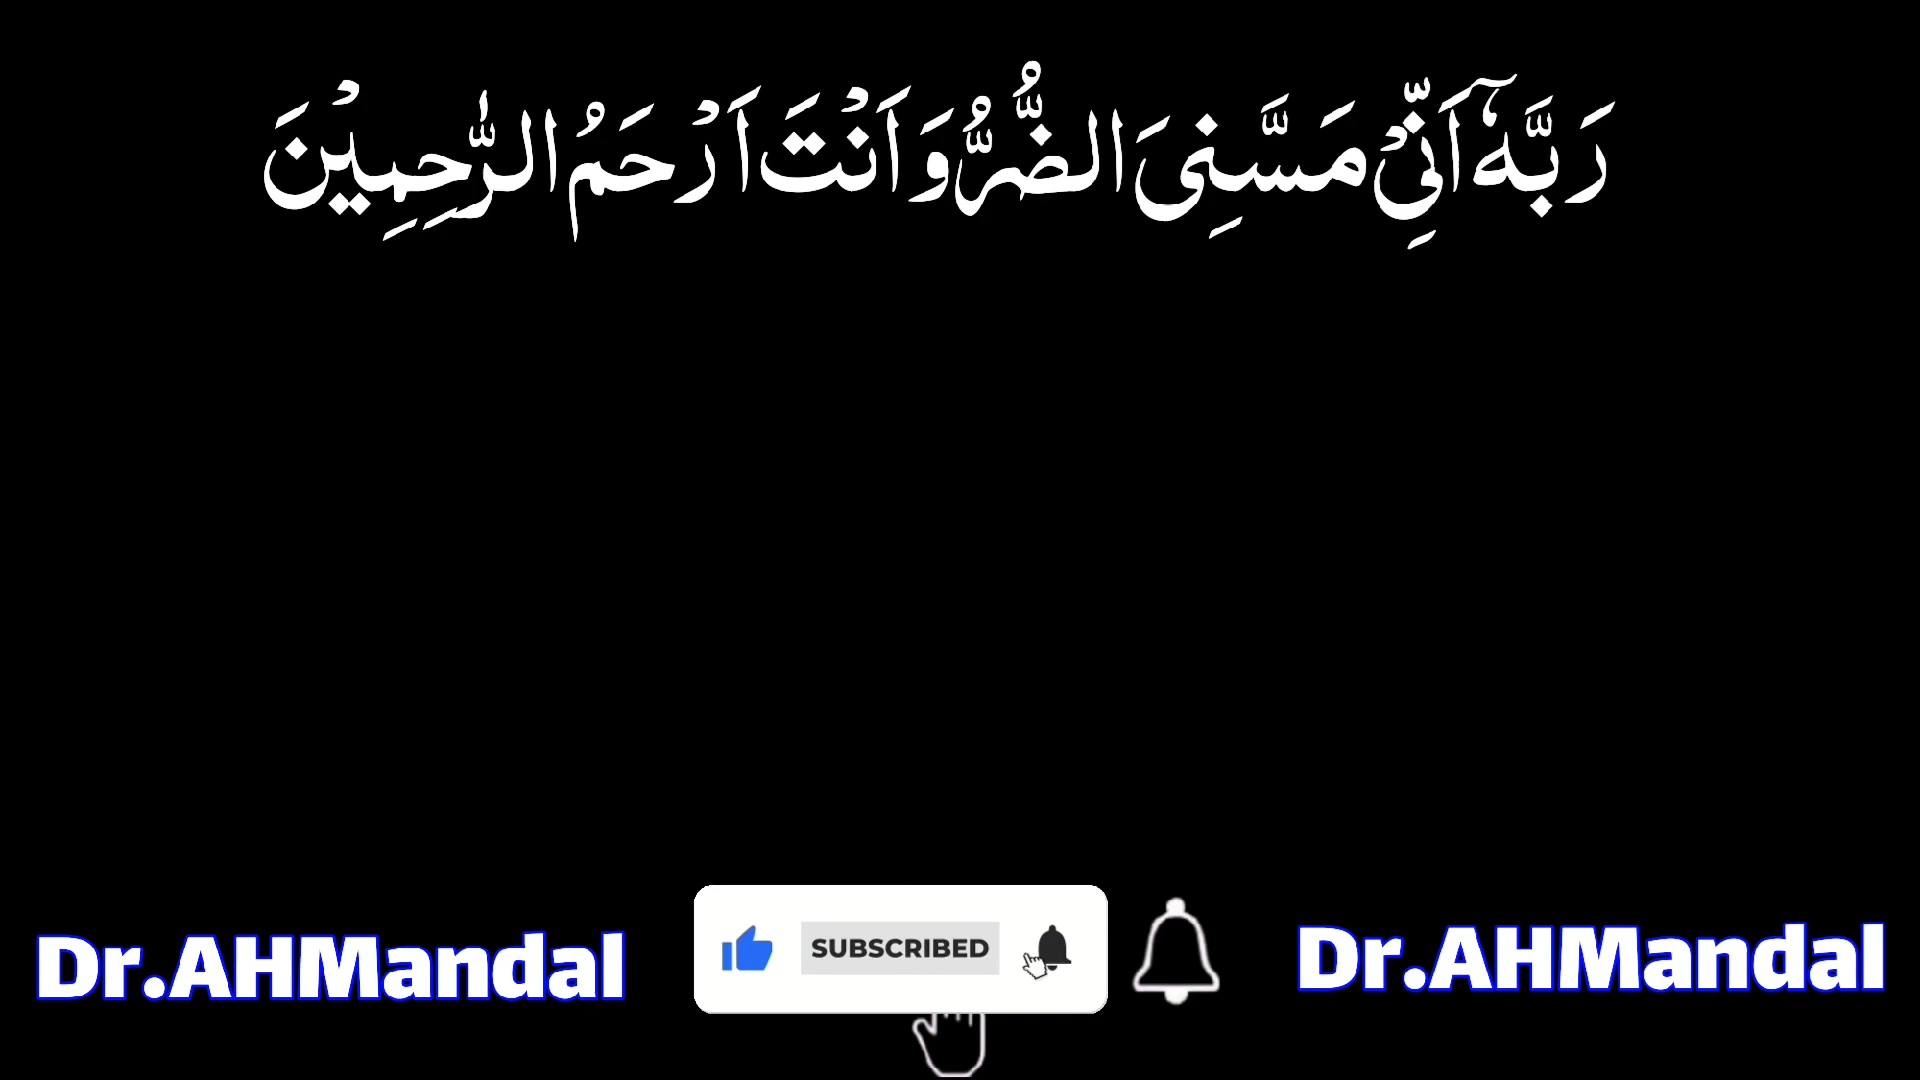 رَبَّهٗۤ اَنِّیْ مَسَّنِیَ الضُّرُّ وَ اَنْتَ اَرْحَمُ الرّٰحِمِیْنَ
Dr.AHMandal
SUBSCRIBED
Dr.AHMandal